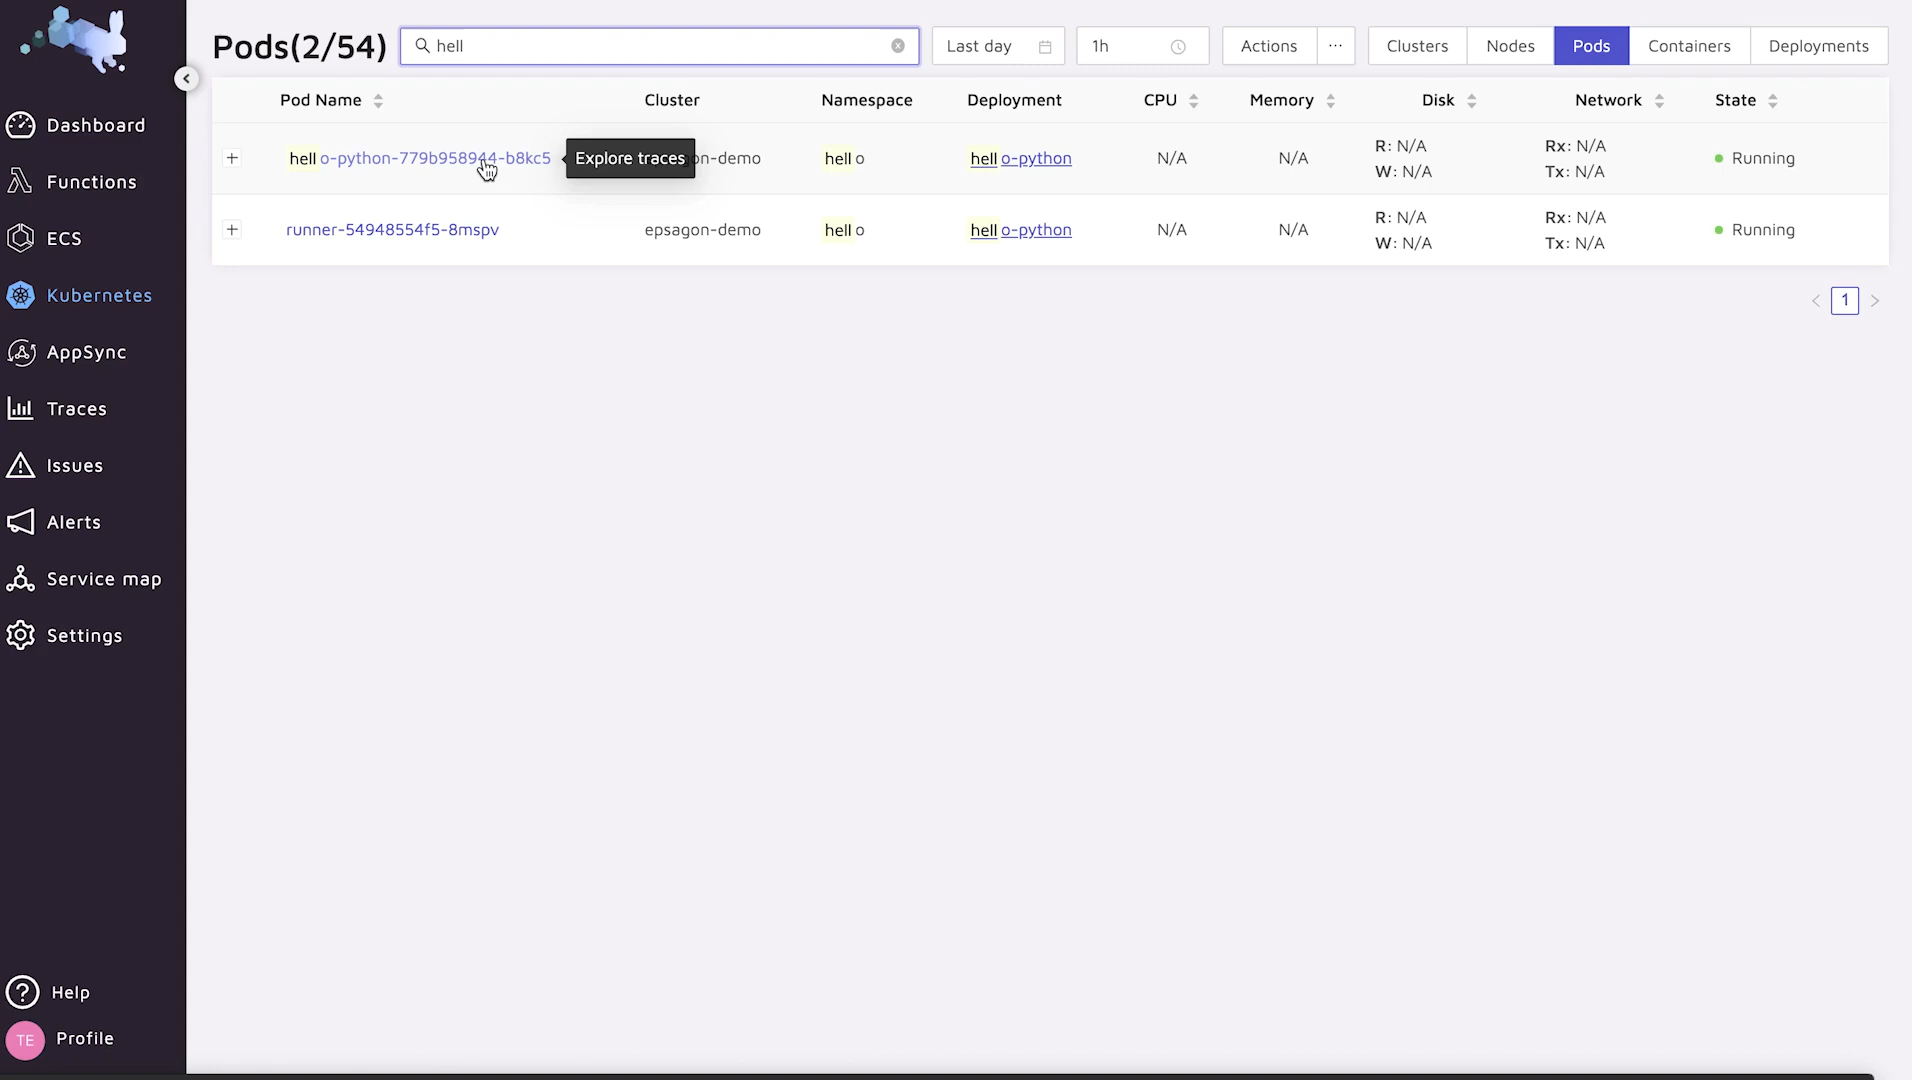 Pods(2/54) hell Last day 1h Actions ··· Clusters Nodes Pods Containers Deployments
Pod Name Cluster Namespace Deployment CPU Memory Disk Network State
hello-python-779b958944-b8kc5 Explore traces on-demo hello hello-python N/A N/A R: N/A Rx: N/A Running
W: N/A Tx: N/A
runner-54948554f5-8mspv epsagon-demo hello hello-python N/A N/A R: N/A Rx: N/A Running
W: N/A Tx: N/A
1
Dashboard
Functions
ECS
Kubernetes
AppSync
Traces
Issues
Alerts
Service map
Settings
Help
TE Profile